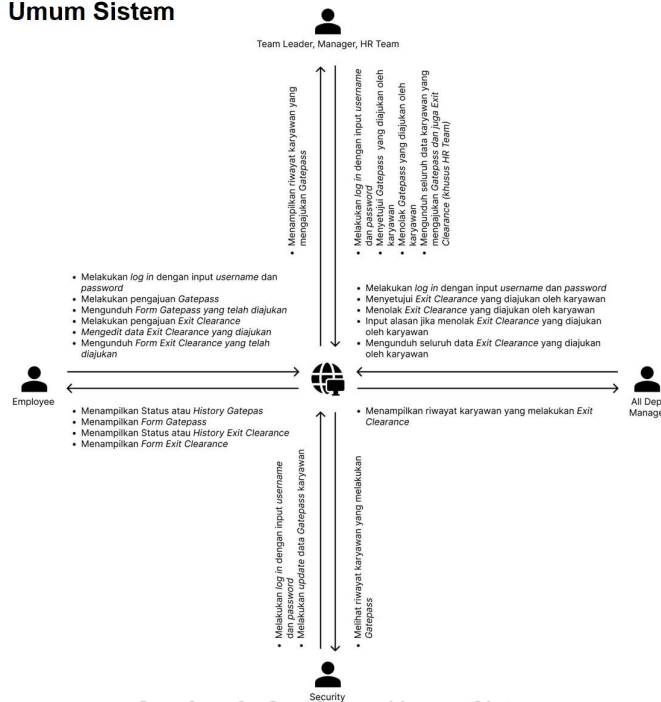 Umum Sistem
Team Leader, Manager, HR Team
• Menampilkan riwayat karyawan yang
mengajukan Gatepass
• Melakukan log in dengan input username
dan password
• Menyetujui Gatepass yang diajukan oleh
karyawan
• Menolak Gatepass yang diajukan oleh
karyawan
• Mengunduh seluruh data karyawan yang
mengajukan Gatepass dan juga Exit
Clearance (khusus HR Team)
• Melakukan log in dengan input username dan
password
• Melakukan pengajuan Gatepass
• Mengunduh Form Gatepass yang telah diajukan
• Melakukan pengajuan Exit Clearance
• Mengedit data Exit Clearance yang diajukan
• Mengunduh Form Exit Clearance yang telah
diajukan
• Melakukan log in dengan input username dan password
• Menyetujui Exit Clearance yang diajukan oleh karyawan
• Menolak Exit Clearance yang diajukan oleh karyawan
• Input alasan jika menolak Exit Clearance yang diajukan
oleh karyawan
• Mengunduh seluruh data Exit Clearance yang diajukan
oleh karyawan
Employee
All Dep
Manage
• Menampilkan Status atau History Gatepas
• Menampilkan Form Gatepass
• Menampilkan Status atau History Exit Clearance
• Menampilkan Form Exit Clearance
• Menampilkan riwayat karyawan yang melakukan Exit
Clearance
• Melakukan log in dengan input username
dan password
• Melakukan update data Gatepass karyawan
• Melihat riwayat karyawan yang melakukan
Gatepass
Security